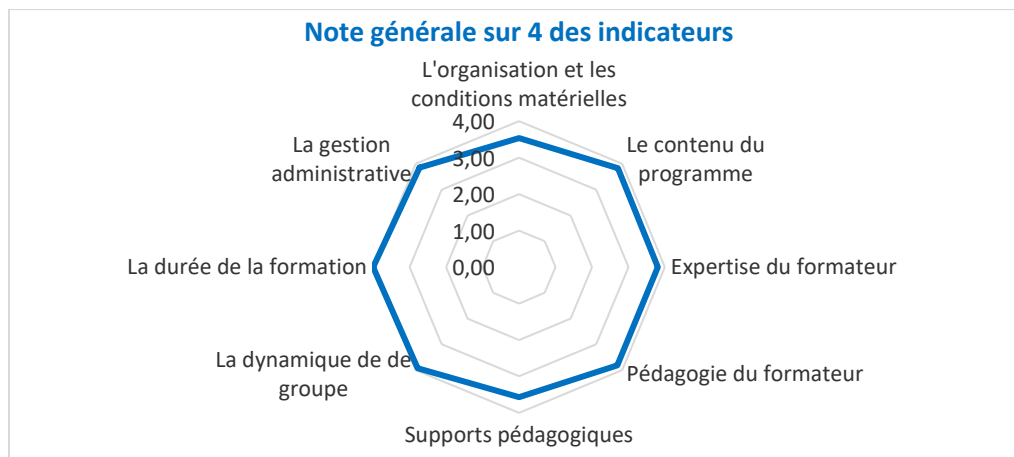 Note générale sur 4 des indicateurs
L'organisation et les
conditions matérielles
4,00
3,00
2,00
1,00
0,00
Le contenu du
programme
Expertise du formateur
Pédagogie du formateur
Supports pédagogiques
La dynamique de de
groupe
La durée de la formation
La gestion
administrative